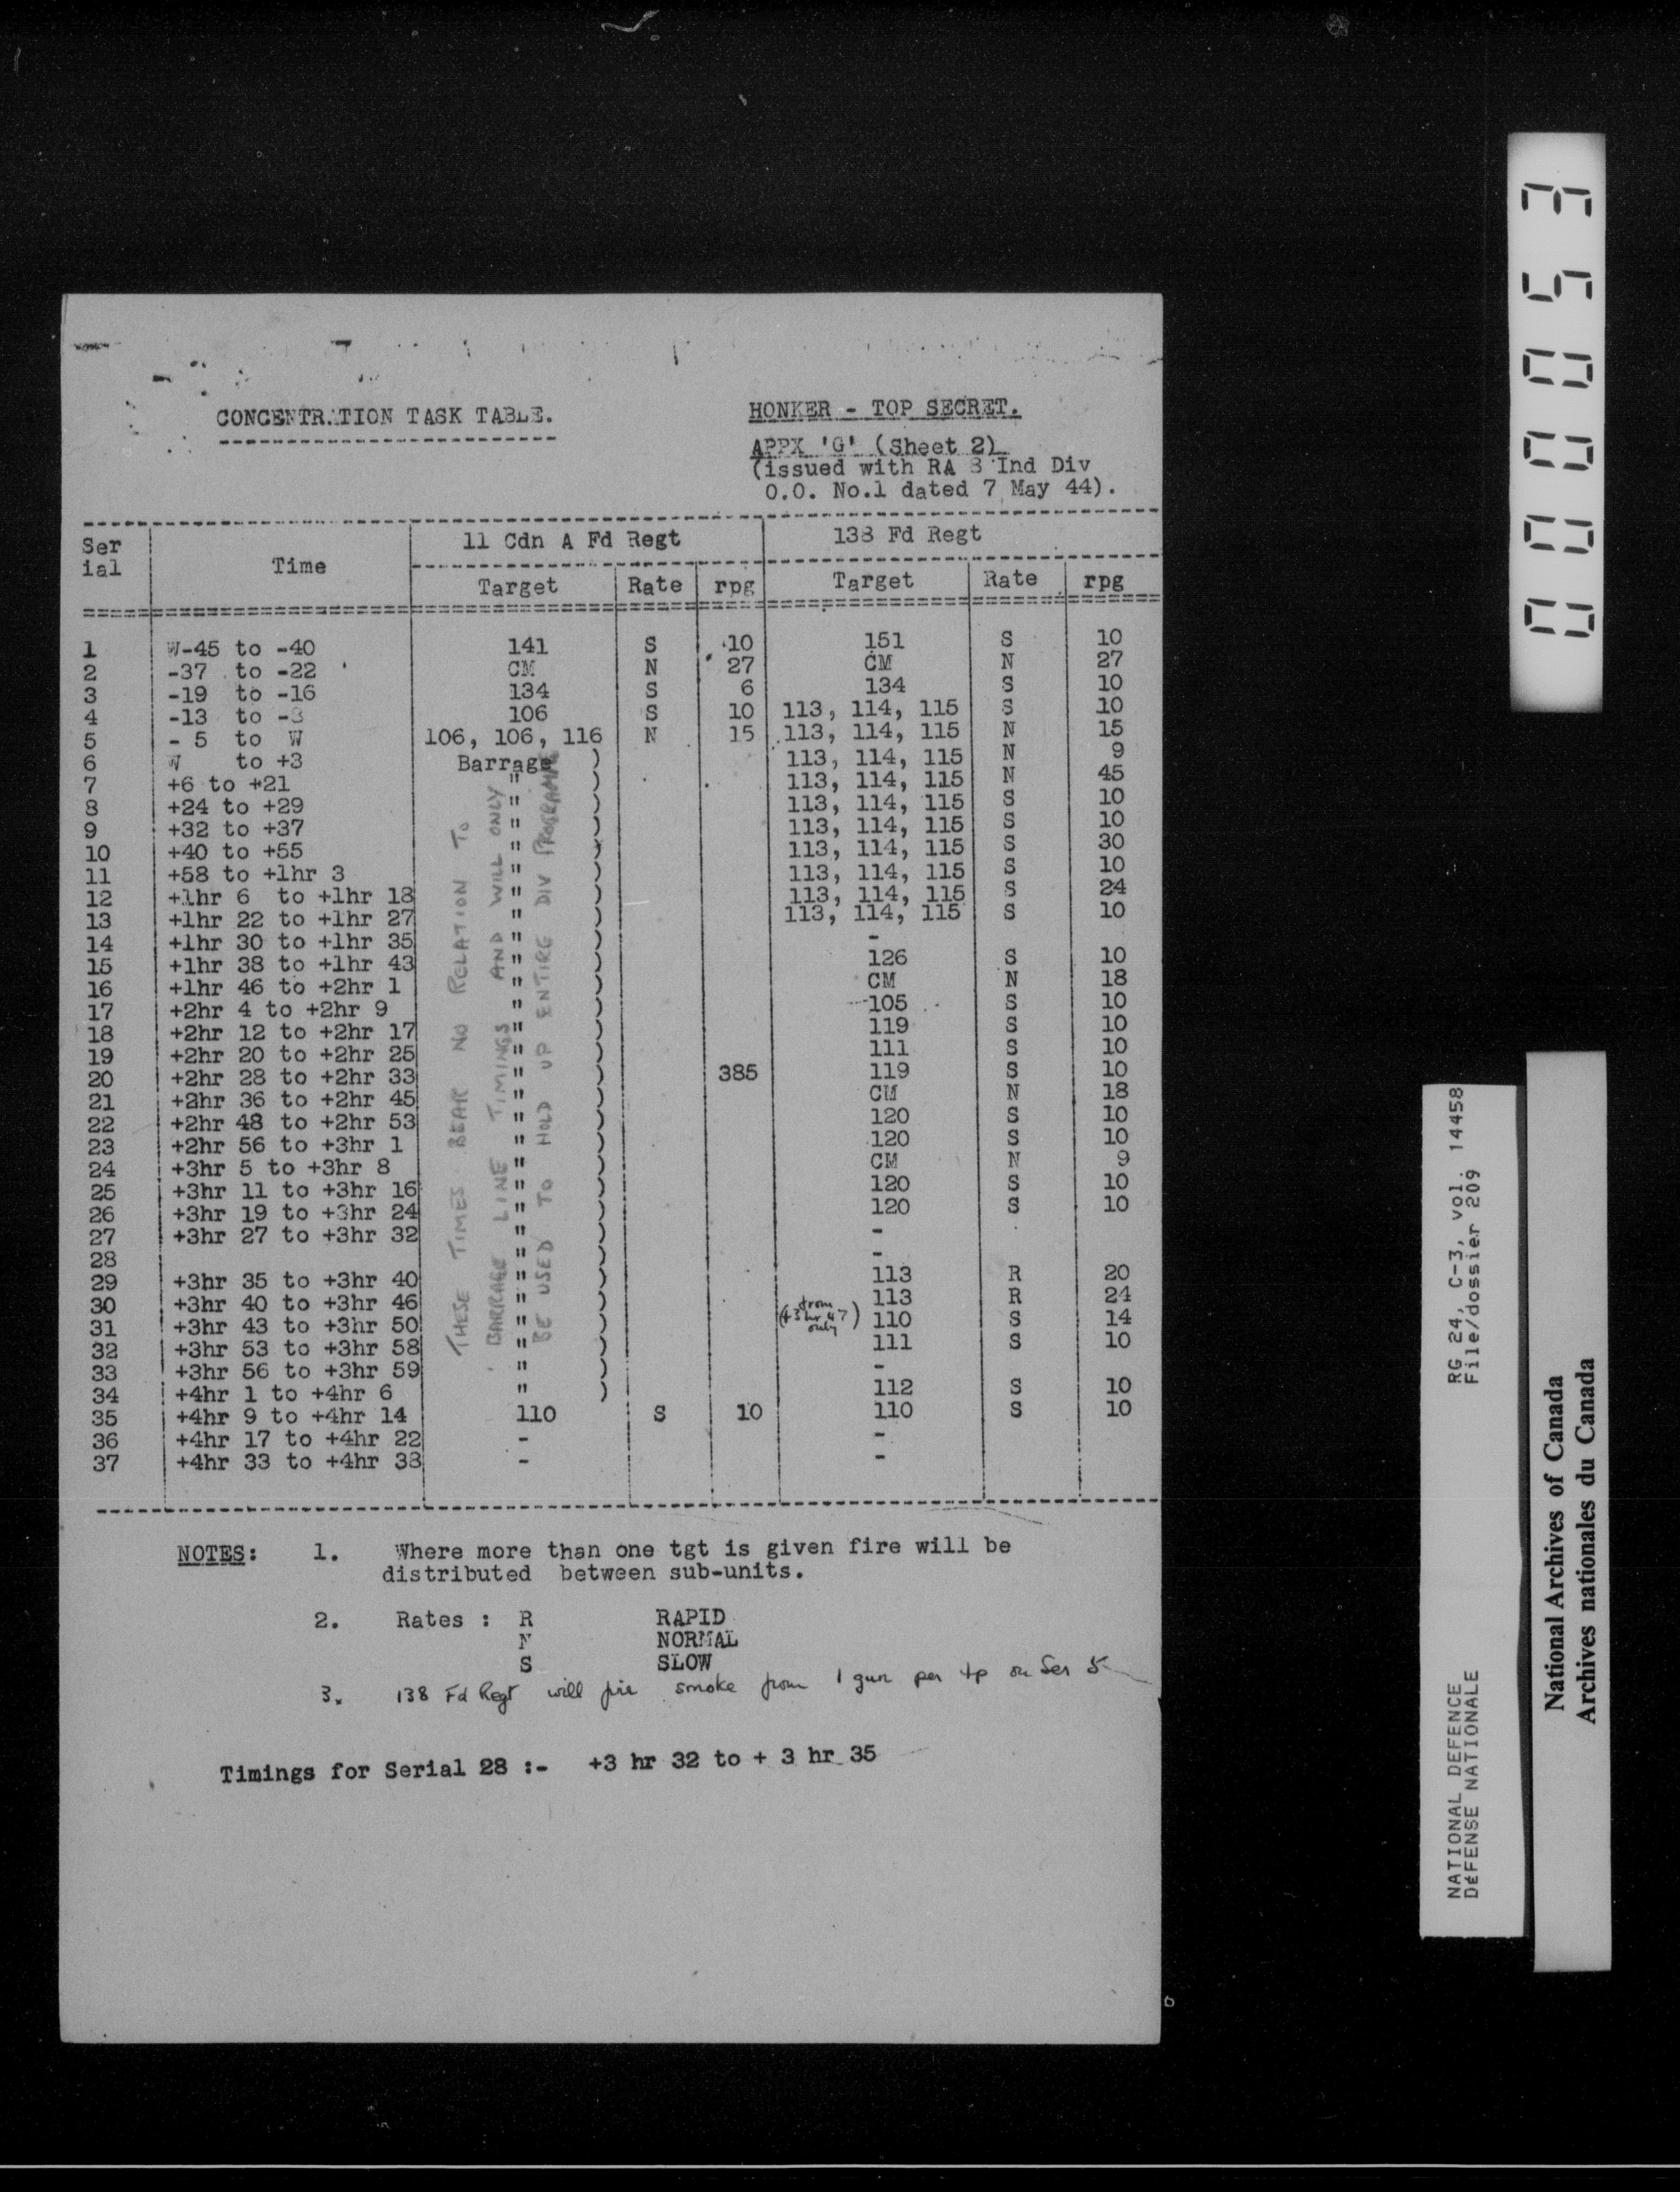 CONCENTRATION TASK TABLE.
HONKER - TOP SECRET.
APPX 'G' (Sheet 2)
(issued with RA 8 Ind Div
O.O. No.1 dated 7 May 44).
Ser ial | Time | 11 Cdn A Fd Regt | 138 Fd Regt
Target | Rate | rpg | Target | Rate | rpg
1 W-45 to -40 141 S 10 151 S 10
2 -37 to -22 CM N 27 CM N 27
3 -19 to -16 134 S 6 134 S 10
4 -13 to -8 106 S 10 113, 114, 115 S 10
5 - 5 to W 106, 106, 116 N 15 113, 114, 115 N 15
6 W to +3 Barrage ) 113, 114, 115 N 9
7 +6 to +21 " ) 113, 114, 115 N 45
8 +24 to +29 " ) 113, 114, 115 S 10
9 +32 to +37 " ) 113, 114, 115 S 10
10 +40 to +55 " ) 113, 114, 115 S 30
11 +58 to +1hr 3 " ) 113, 114, 115 S 10
12 +1hr 6 to +1hr 18 " ) 113, 114, 115 S 24
13 +1hr 22 to +1hr 27 " ) 113, 114, 115 S 10
14 +1hr 30 to +1hr 35 " ) -
15 +1hr 38 to +1hr 43 " ) 126 S 10
16 +1hr 46 to +2hr 1 " ) CM N 18
17 +2hr 4 to +2hr 9 " ) 105 S 10
18 +2hr 12 to +2hr 17 " ) 119 S 10
19 +2hr 20 to +2hr 25 " ) 111 S 10
20 +2hr 28 to +2hr 33 " ) 385 119 S 10
21 +2hr 36 to +2hr 45 " ) CM N 18
22 +2hr 48 to +2hr 53 " ) 120 S 10
23 +2hr 56 to +3hr 1 " ) 120 S 10
24 +3hr 5 to +3hr 8 " ) CM N 9
25 +3hr 11 to +3hr 16 " ) 120 S 10
26 +3hr 19 to +3hr 24 " ) 120 S 10
27 +3hr 27 to +3hr 32 " ) -
28 " ) -
29 +3hr 35 to +3hr 40 " ) 113 R 20
30 +3hr 40 to +3hr 46 " ) 113 R 24
31 +3hr 43 to +3hr 50 " ) (from +3 hr 47 only) 110 S 14
32 +3hr 53 to +3hr 58 " ) 111 S 10
33 +3hr 56 to +3hr 59 " ) -
34 +4hr 1 to +4hr 6 " ) 112 S 10
35 +4hr 9 to +4hr 14 110 S 10 110 S 10
36 +4hr 17 to +4hr 22 - -
37 +4hr 33 to +4hr 38 - -
THESE TIMES BEAR NO RELATION TO
BARRAGE LINE TIMINGS AND WILL ONLY
BE USED TO HOLD UP ENTIRE DIV PROGRAMME
NOTES: 1. Where more than one tgt is given fire will be
distributed between sub-units.
2. Rates : R RAPID
N NORMAL
S SLOW
3. 138 Fd Regt will fire smoke from 1 gun per tp on Ser 5
Timings for Serial 28 :- +3 hr 32 to + 3 hr 35
000053
RG 24, C-3, vol. 14458
File/dossier 209
NATIONAL DEFENCE
DÉFENSE NATIONALE
National Archives of Canada
Archives nationales du Canada